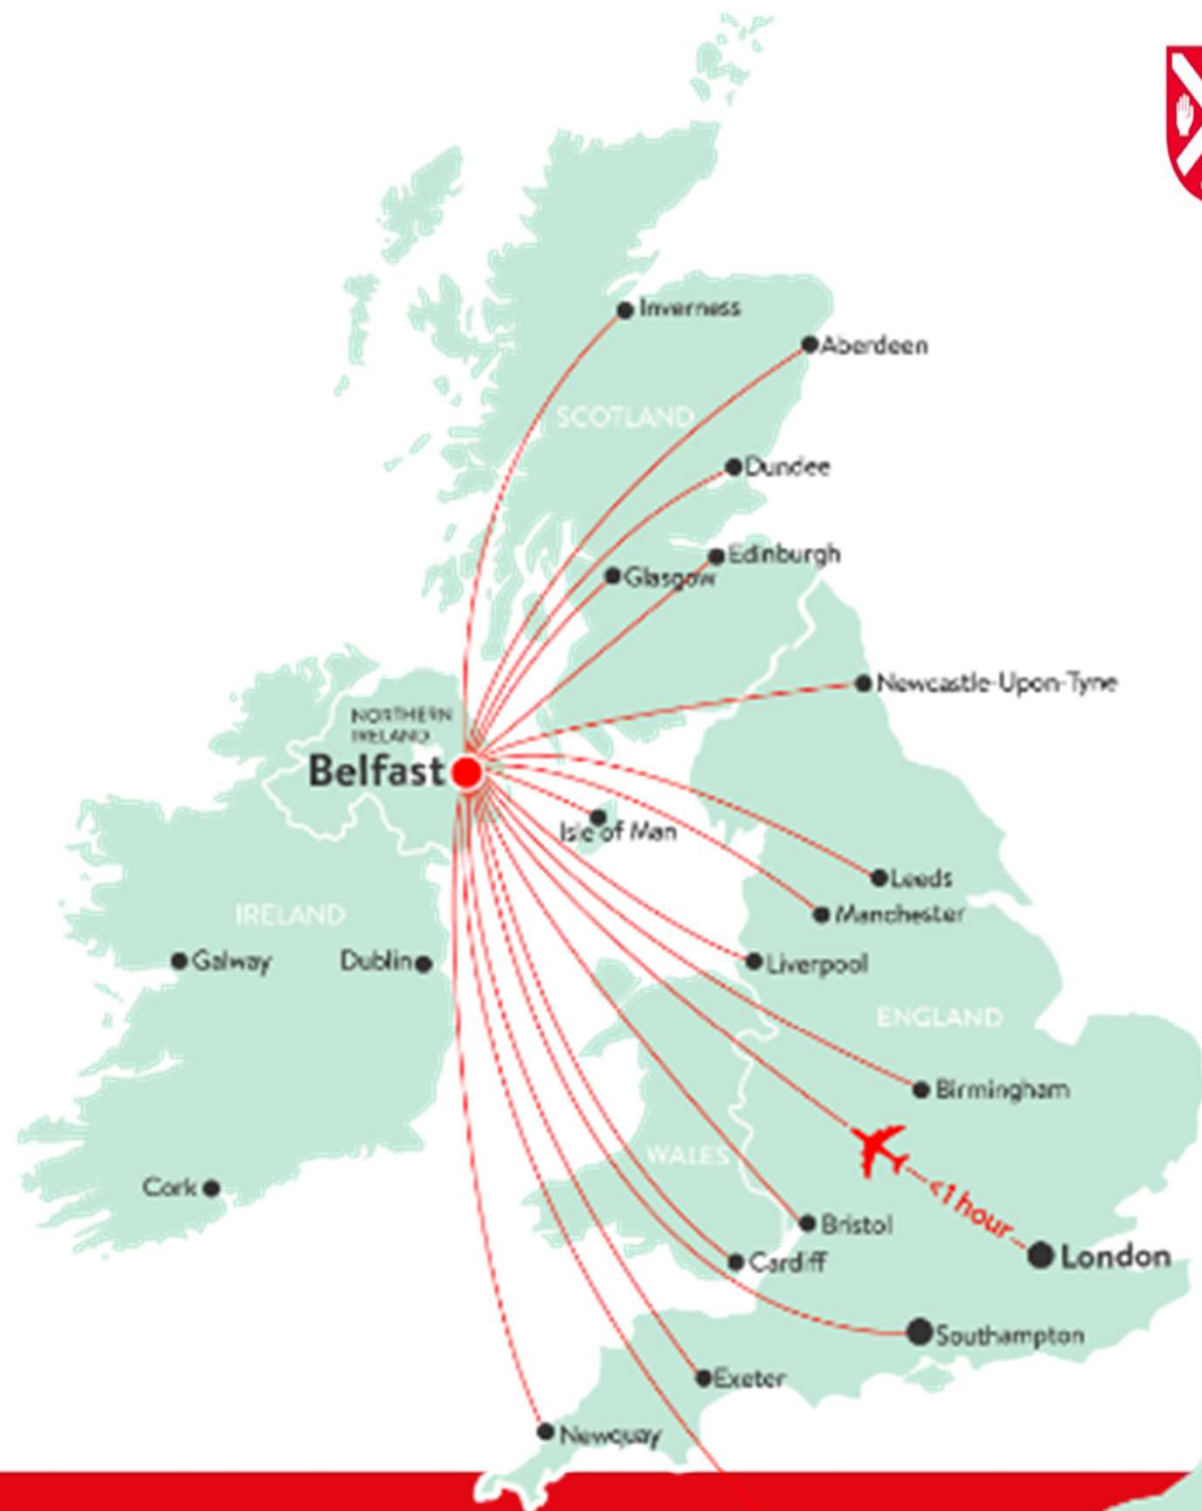 Inverness
Aberdeen
SCOTLAND
Dundee
Edinburgh
Glasgow
Newcastle-Upon-Tyne
NORTHERN
IRELAND
Belfast
Isle of Man
Leeds
Manchester
IRELAND
Galway
Dublin
Liverpool
ENGLAND
Birmingham
WALES
Cork
<1 hour
Bristol
London
Cardiff
Southampton
Exeter
Newquay